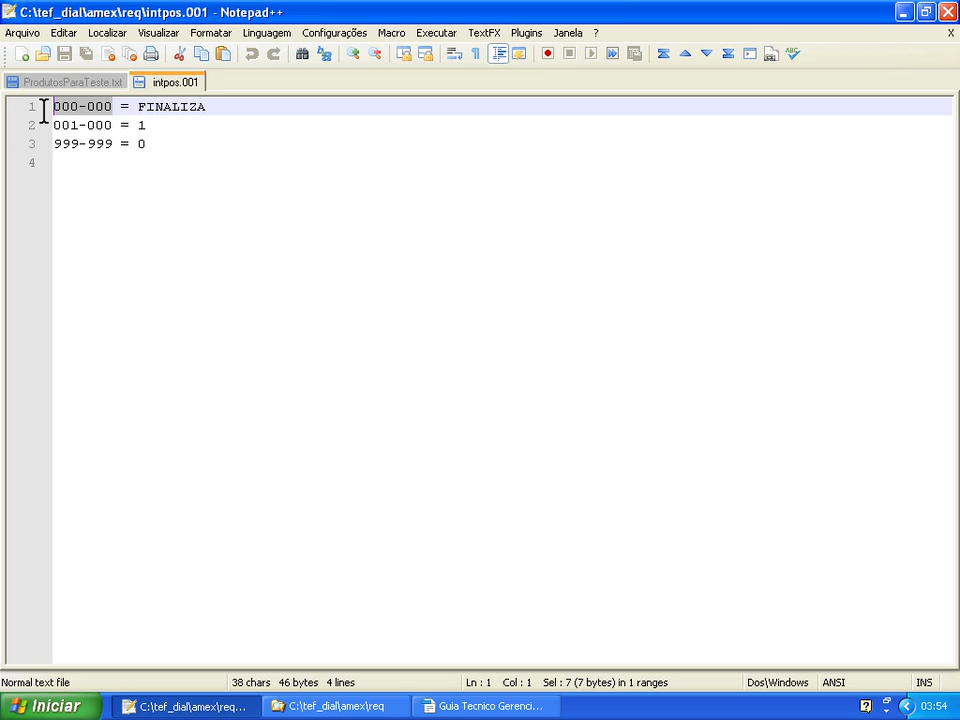 C:\tef_dial\amex\req\intpos.001 - Notepad++
Arquivo Editar Localizar Visualizar Formatar Linguagem Configurações Macro Executar TextFX Plugins Janela ? X
ProdutosParaTeste.txt intpos.001
1 000-000 = FINALIZA
2 001-000 = 1
3 999-999 = 0
4
Normal text file 38 chars 46 bytes 4 lines Ln : 1 Col : 1 Sel : 7 (7 bytes) in 1 ranges Dos\Windows ANSI INS
Iniciar C:\tef_dial\amex\req... C:\tef_dial\amex\req Guia Tecnico Gerenci... 03:54